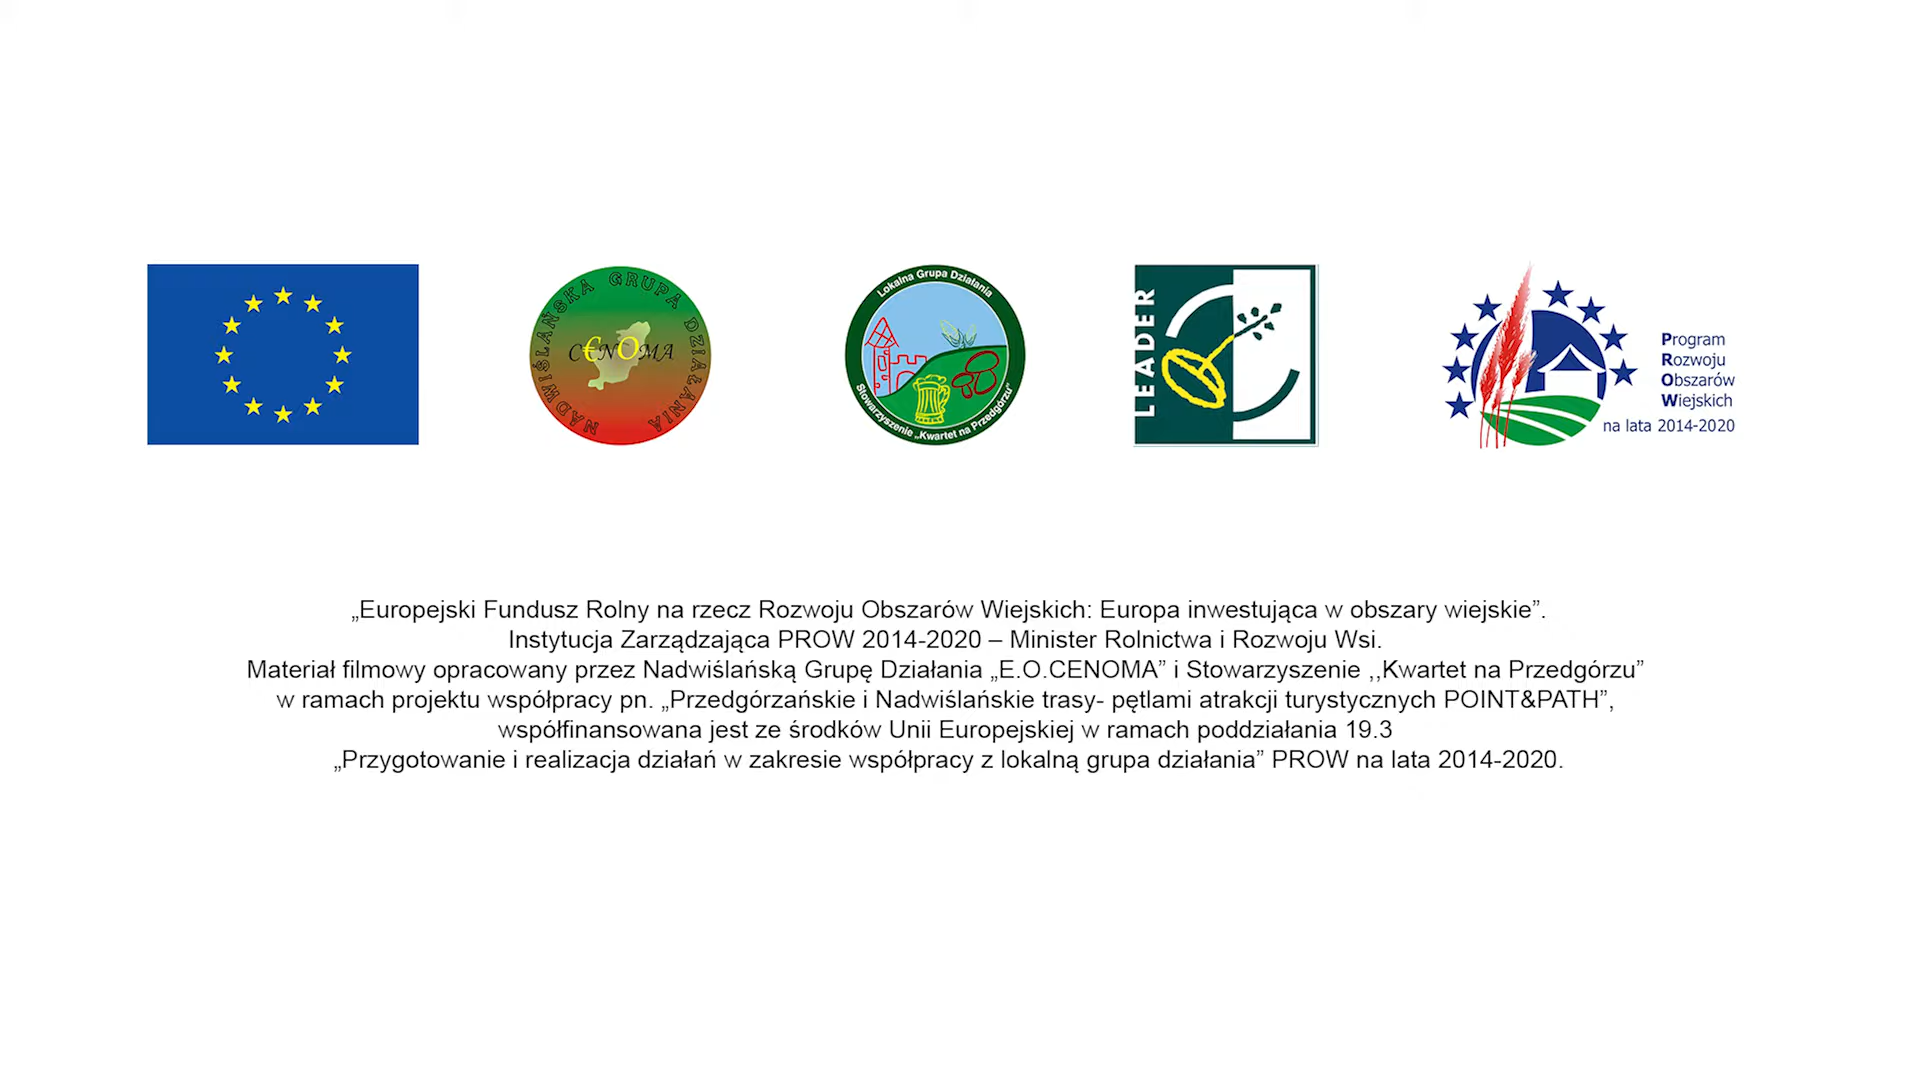 NADWIŚLAŃSKA GRUPA DZIAŁANIA
C€NOMA
Lokalna Grupa Działania
Stowarzyszenie „Kwartet na Przedgórzu”
LEADER
Program
Rozwoju
Obszarów
Wiejskich
na lata 2014-2020
„Europejski Fundusz Rolny na rzecz Rozwoju Obszarów Wiejskich: Europa inwestująca w obszary wiejskie”.
Instytucja Zarządzająca PROW 2014-2020 – Minister Rolnictwa i Rozwoju Wsi.
Materiał filmowy opracowany przez Nadwiślańską Grupę Działania „E.O.CENOMA” i Stowarzyszenie ,,Kwartet na Przedgórzu”
w ramach projektu współpracy pn. „Przedgórzańskie i Nadwiślańskie trasy- pętlami atrakcji turystycznych POINT&PATH”,
współfinansowana jest ze środków Unii Europejskiej w ramach poddziałania 19.3
„Przygotowanie i realizacja działań w zakresie współpracy z lokalną grupa działania” PROW na lata 2014-2020.